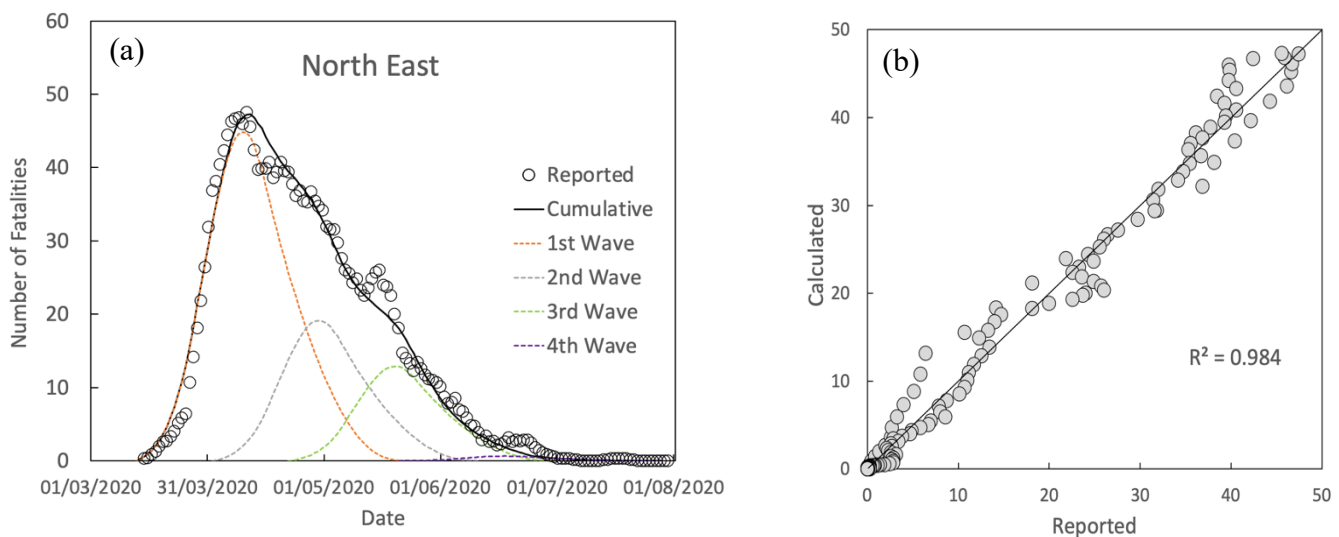 (a)
North East
Number of Fatalities
60
50
40
30
20
10
0
01/03/2020 31/03/2020 01/05/2020 01/06/2020 01/07/2020 01/08/2020
Date
Reported
Cumulative
1st Wave
2nd Wave
3rd Wave
4th Wave
(b)
Calculated
50
40
30
20
10
0
0 10 20 30 40 50
Reported
R² = 0.984